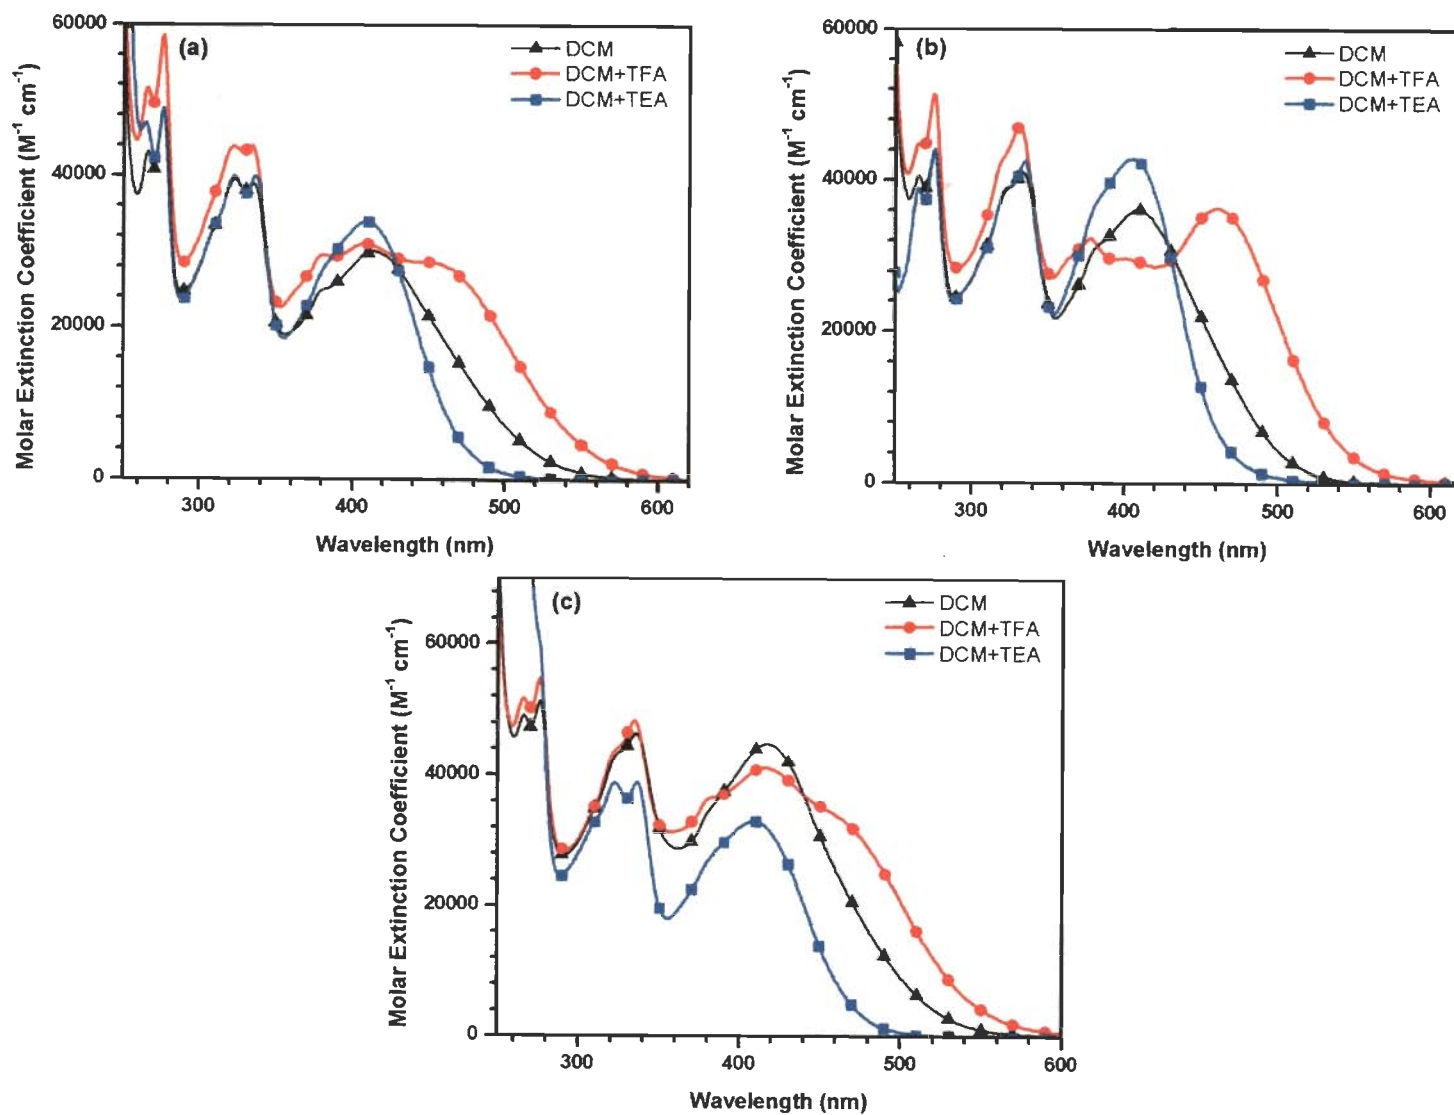 (a)
DCM
DCM+TFA
DCM+TEA
60000
40000
20000
0
300
400
500
600
Molar Extinction Coefficient (M⁻¹ cm⁻¹)
Wavelength (nm)
(b)
DCM
DCM+TFA
DCM+TEA
60000
40000
20000
0
300
400
500
600
Molar Extinction Coefficient (M⁻¹ cm⁻¹)
Wavelength (nm)
(c)
DCM
DCM+TFA
DCM+TEA
60000
40000
20000
0
300
400
500
600
Molar Extinction Coefficient (M⁻¹ cm⁻¹)
Wavelength (nm)